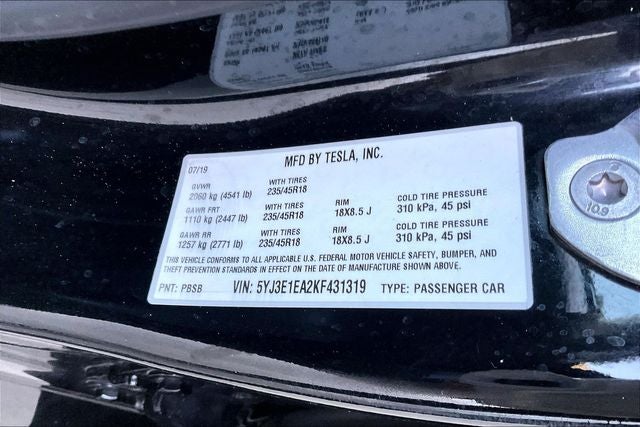 MFD BY TESLA, INC.
07/19
GVWR WITH TIRES
2060 kg (4541 lb) 235/45R18
GAWR FRT WITH TIRES RIM COLD TIRE PRESSURE
1110 kg (2447 lb) 235/45R18 18X8.5 J 310 kPa, 45 psi
GAWR RR WITH TIRES RIM COLD TIRE PRESSURE
1257 kg (2771 lb) 235/45R18 18X8.5 J 310 kPa, 45 psi
THIS VEHICLE CONFORMS TO ALL APPLICABLE U.S. FEDERAL MOTOR VEHICLE SAFETY, BUMPER, AND
THEFT PREVENTION STANDARDS IN EFFECT ON THE DATE OF MANUFACTURE SHOWN ABOVE.
PNT: PBSB VIN: 5YJ3E1EA2KF431319 TYPE: PASSENGER CAR
10.9